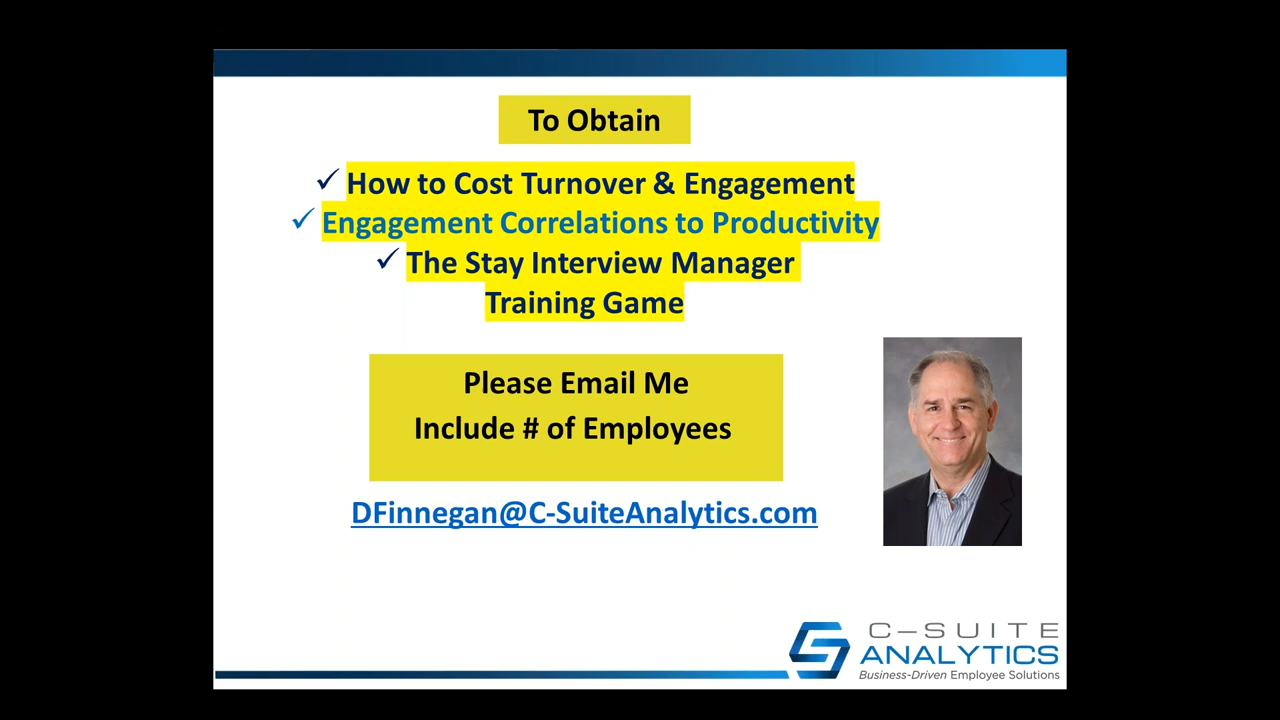 To Obtain
✓ How to Cost Turnover & Engagement
✓ Engagement Correlations to Productivity
✓ The Stay Interview Manager
Training Game
Please Email Me
Include # of Employees
DFinnegan@C-SuiteAnalytics.com
C–SUITE
ANALYTICS
Business-Driven Employee Solutions